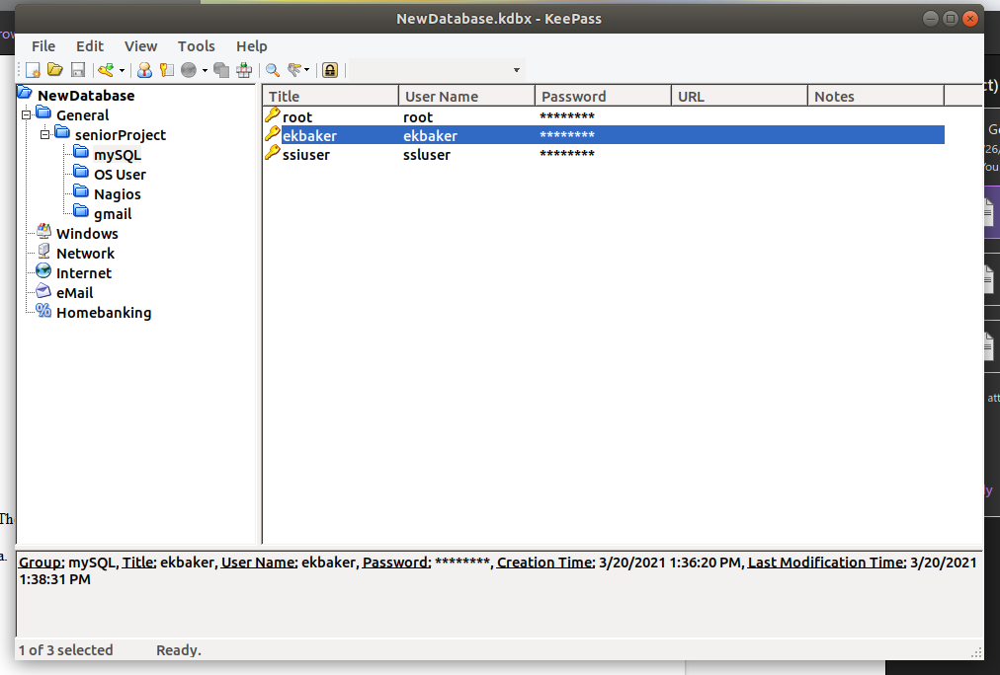 NewDatabase.kdbx - KeePass
File Edit View Tools Help
NewDatabase
General
seniorProject
mySQL
OS User
Nagios
gmail
Windows
Network
Internet
eMail
Homebanking
Title User Name Password URL Notes
root root ********
ekbaker ekbaker ********
ssiuser ssluser ********
Group: mySQL, Title: ekbaker, User Name: ekbaker, Password: ********, Creation Time: 3/20/2021 1:36:20 PM, Last Modification Time: 3/20/2021
1:38:31 PM
1 of 3 selected Ready.